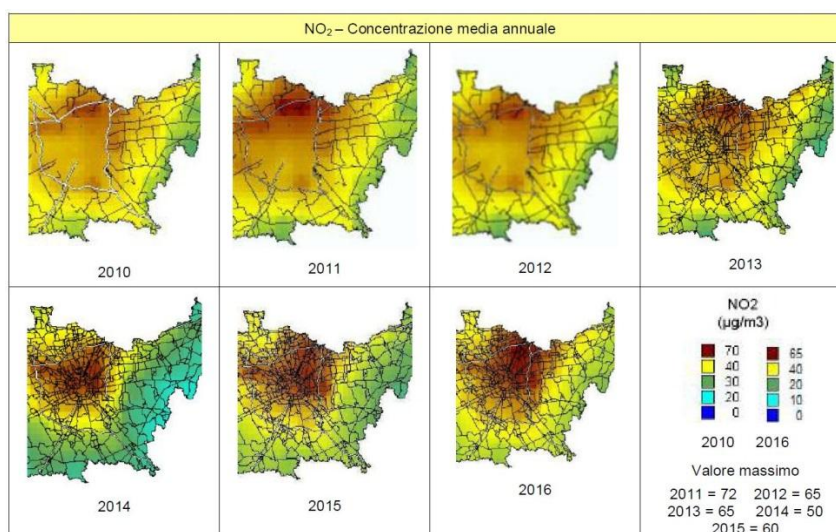 NO₂ – Concentrazione media annuale
2010
2011
2012
2013
2014
2015
2016
NO2
(µg/m3)
70 65
40 40
30 20
20 10
0 0
2010 2016
Valore massimo
2011 = 72 2012 = 65
2013 = 65 2014 = 50
2015 = 60